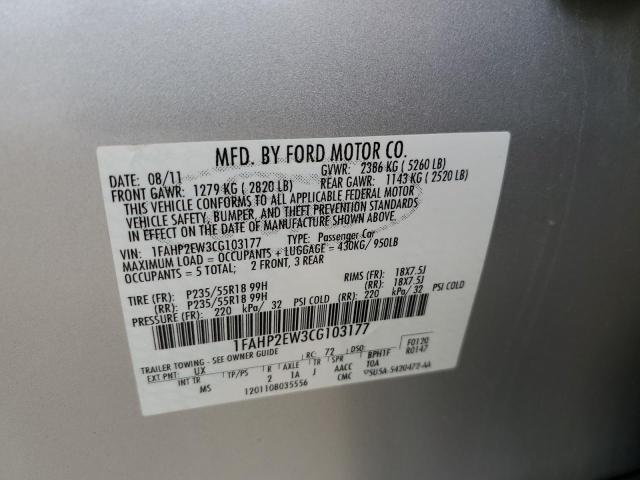 MFD. BY FORD MOTOR CO.
DATE: 08/11 GVWR: 2386 KG ( 5260 LB)
FRONT GAWR: 1279 KG ( 2820 LB) REAR GAWR: 1143 KG ( 2520 LB)
THIS VEHICLE CONFORMS TO ALL APPLICABLE FEDERAL MOTOR
VEHICLE SAFETY, BUMPER, AND THEFT PREVENTION STANDARDS
IN EFFECT ON THE DATE OF MANUFACTURE SHOWN ABOVE.
VIN: 1FAHP2EW3CG103177 TYPE: Passenger Car
MAXIMUM LOAD = OCCUPANTS + LUGGAGE = 430KG/ 950LB
OCCUPANTS = 5 TOTAL; 2 FRONT, 3 REAR
TIRE (FR): P235/55R18 99H RIMS (FR): 18X7.5J
(RR): P235/55R18 99H (RR): 18X7.5J
PRESSURE (FR): 220 kPa/ 32 PSI COLD (RR): 220 kPa/ 32 PSI COLD
1FAHP2EW3CG103177
TRAILER TOWING - SEE OWNER GUIDE RC: 72 DSO: F0120
EXT PNT: UX R AXLE TR SPR BPH1F R0147
INT TR TP/PS 2 1A J AACC 10A
MS CMC
1201108035556 5U5A-5420472-AA